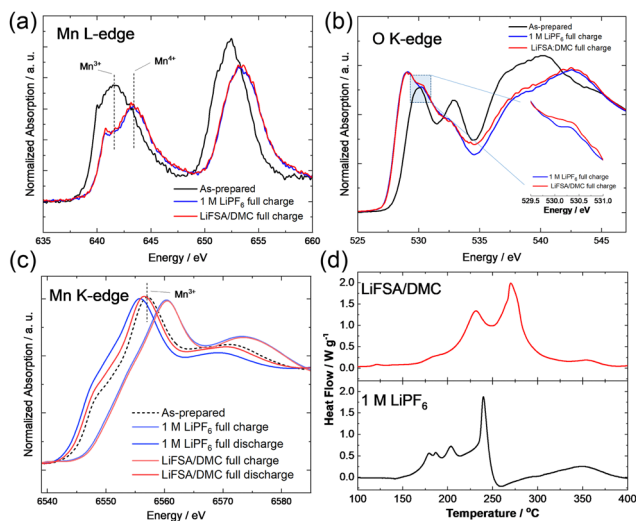 (a)
Mn L-edge
Mn³⁺
Mn⁴⁺
As-prepared
1 M LiPF₆ full charge
LiFSA/DMC full charge
Normalized Absorption / a. u.
635 640 645 650 655 660
Energy / eV
(b)
O K-edge
As-prepared
1 M LiPF₆ full charge
LiFSA/DMC full charge
1 M LiPF₆ full charge
LiFSA/DMC full charge
529.5 530.0 530.5 531.0
Energy / eV
Normalized Absorption / a. u.
525 530 535 540 545
Energy / eV
(c)
Mn K-edge
Mn³⁺
As-prepared
1 M LiPF₆ full charge
1 M LiPF₆ full discharge
LiFSA/DMC full charge
LiFSA/DMC full discharge
Normalized Absorption / a. u.
6540 6550 6560 6570 6580
Energy / eV
(d)
LiFSA/DMC
2.0
1.5
1.0
0.5
0.0
1 M LiPF₆
2.0
1.5
1.0
0.5
0.0
Heat Flow / W g⁻¹
100 150 200 250 300 350 400
Temperature / °C